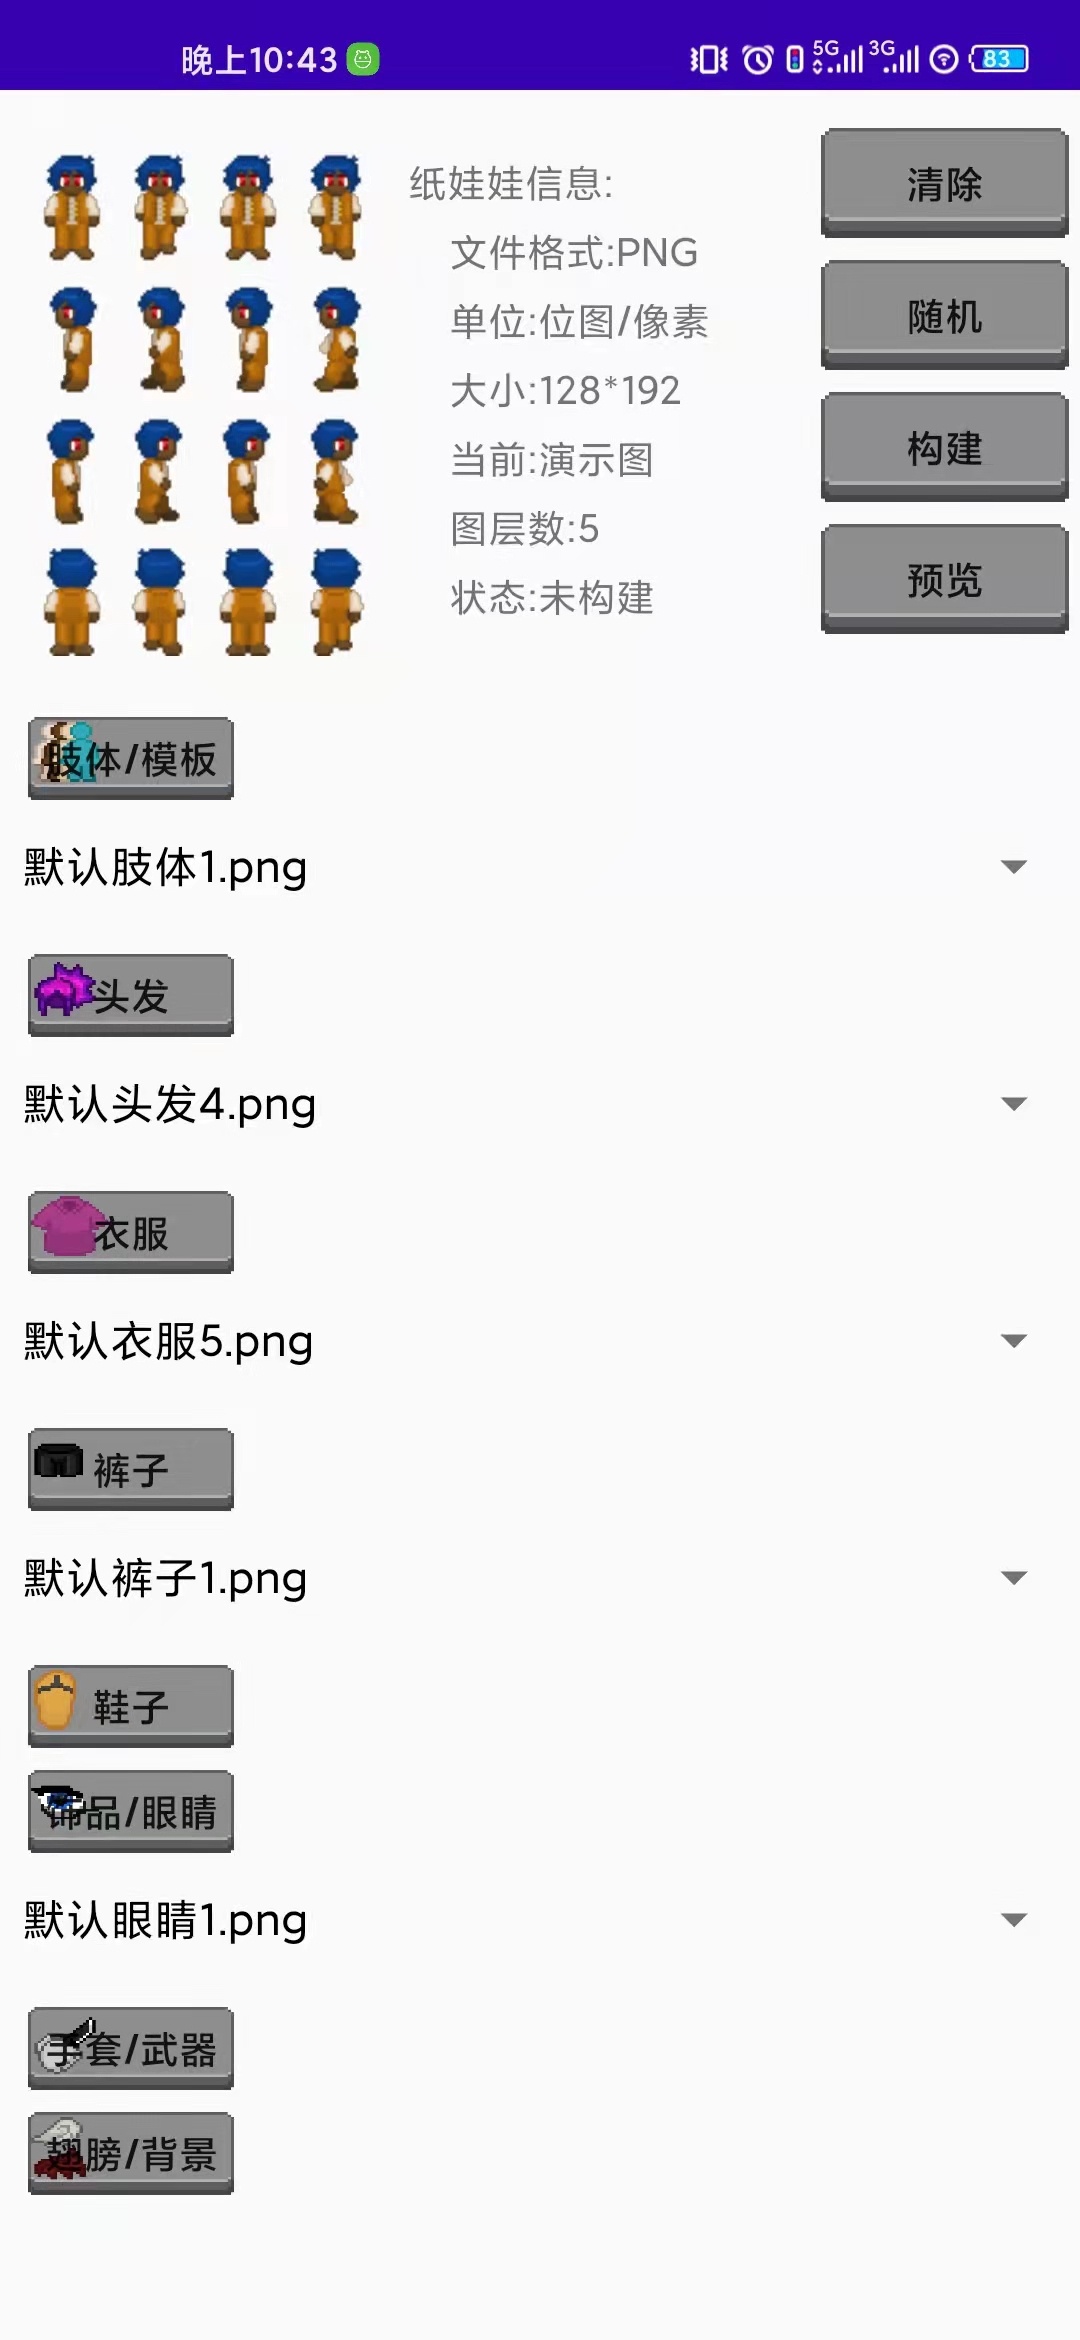 晚上10:43
5G
3G
83
纸娃娃信息:
文件格式:PNG
单位:位图/像素
大小:128*192
当前:演示图
图层数:5
状态:未构建
清除
随机
构建
预览
肢体/模板
默认肢体1.png
头发
默认头发4.png
衣服
默认衣服5.png
裤子
默认裤子1.png
鞋子
饰品/眼睛
默认眼睛1.png
手套/武器
翅膀/背景